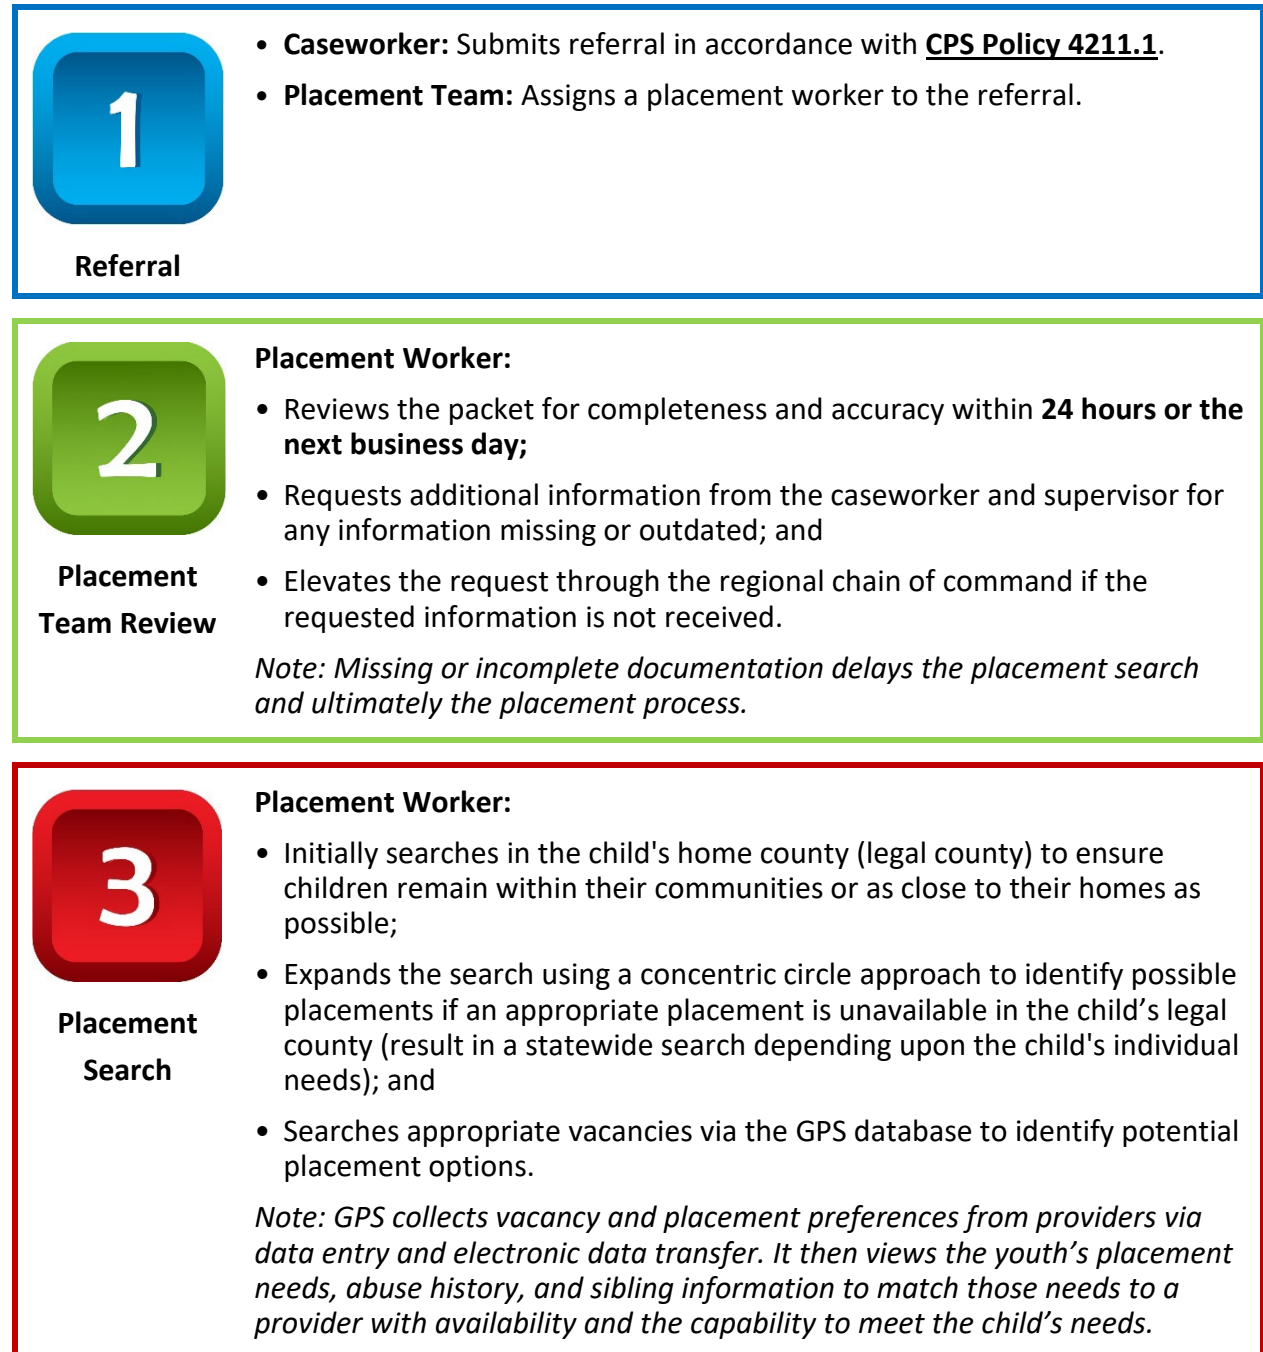 1
Referral
• Caseworker: Submits referral in accordance with CPS Policy 4211.1.
• Placement Team: Assigns a placement worker to the referral.
2
Placement
Team Review
Placement Worker:
• Reviews the packet for completeness and accuracy within 24 hours or the
next business day;
• Requests additional information from the caseworker and supervisor for
any information missing or outdated; and
• Elevates the request through the regional chain of command if the
requested information is not received.
Note: Missing or incomplete documentation delays the placement search
and ultimately the placement process.
3
Placement
Search
Placement Worker:
• Initially searches in the child's home county (legal county) to ensure
children remain within their communities or as close to their homes as
possible;
• Expands the search using a concentric circle approach to identify possible
placements if an appropriate placement is unavailable in the child’s legal
county (result in a statewide search depending upon the child's individual
needs); and
• Searches appropriate vacancies via the GPS database to identify potential
placement options.
Note: GPS collects vacancy and placement preferences from providers via
data entry and electronic data transfer. It then views the youth’s placement
needs, abuse history, and sibling information to match those needs to a
provider with availability and the capability to meet the child’s needs.